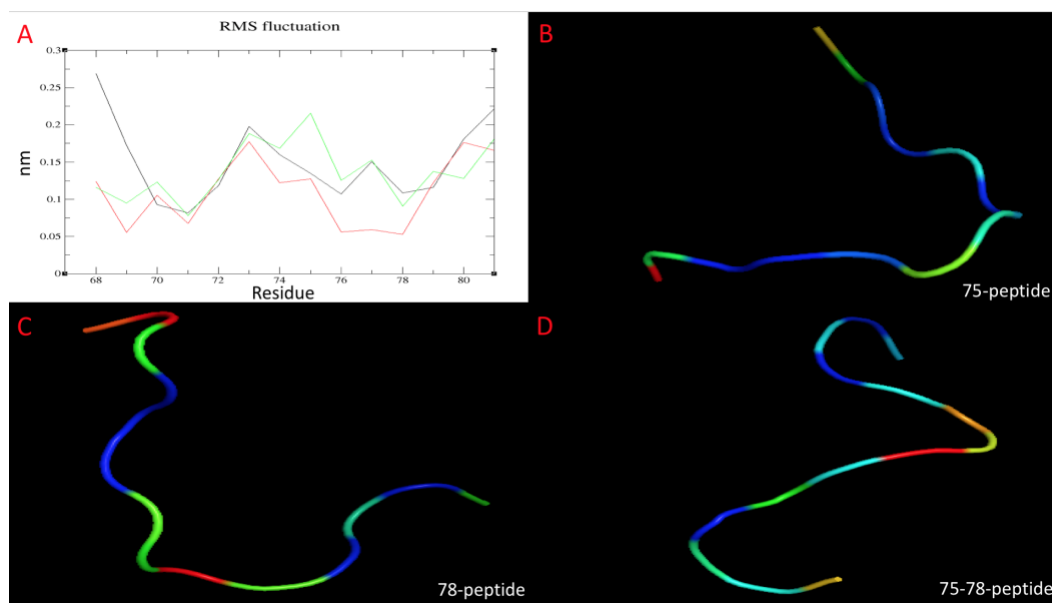 A
RMS fluctuation
0.3
0.25
0.2
0.15
0.1
0.05
0
nm
68
70
72
74
76
78
80
Residue
B
75-peptide
C
78-peptide
D
75-78-peptide